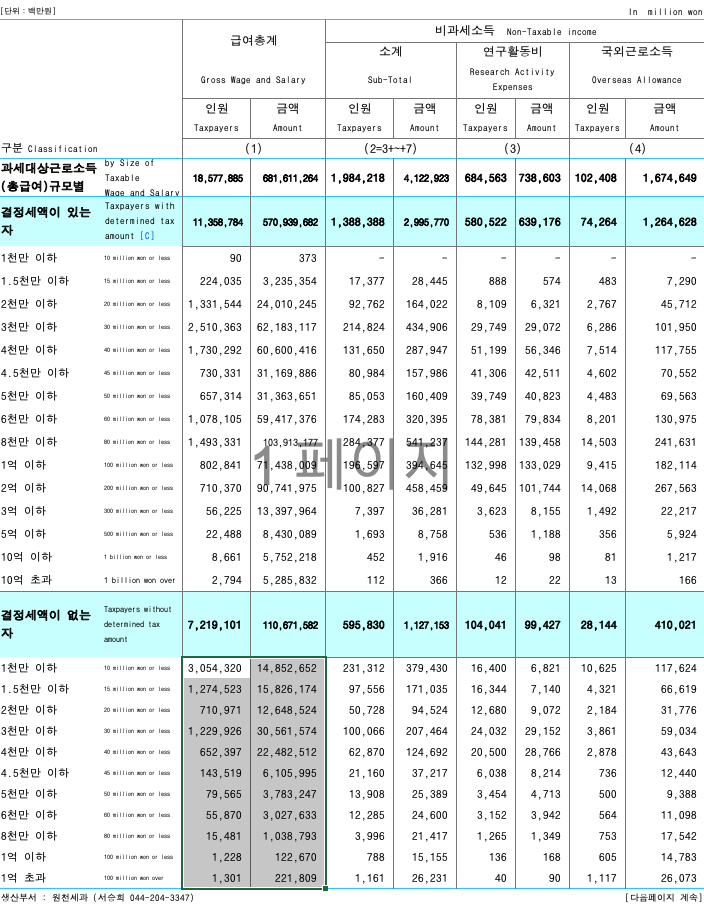 [단위 : 백만원] In million won
급여총계 비과세소득 Non-Taxable income
소계 연구활동비 국외근로소득
Gross Wage and Salary Sub-Total Research Activity Expenses Overseas Allowance
인원 금액 인원 금액 인원 금액 인원 금액
Taxpayers Amount Taxpayers Amount Taxpayers Amount Taxpayers Amount
구분 Classification (1) (2=3+~+7) (3) (4)
과세대상근로소득(총급여)규모별 by Size of Taxable Wage and Salary 18,577,885 681,611,264 1,984,218 4,122,923 684,563 738,603 102,408 1,674,649
결정세액이 있는 자 Taxpayers with determined tax amount [C] 11,358,784 570,939,682 1,388,388 2,995,770 580,522 639,176 74,264 1,264,628
1천만 이하 10 million won or less 90 373 - - - - - -
1.5천만 이하 15 million won or less 224,035 3,235,354 17,377 28,445 888 574 483 7,290
2천만 이하 20 million won or less 1,331,544 24,010,245 92,762 164,022 8,109 6,321 2,767 45,712
3천만 이하 30 million won or less 2,510,363 62,183,117 214,824 434,906 29,749 29,072 6,286 101,950
4천만 이하 40 million won or less 1,730,292 60,600,416 131,650 287,947 51,199 56,346 7,514 117,755
4.5천만 이하 45 million won or less 730,331 31,169,886 80,984 157,986 41,306 42,511 4,602 70,552
5천만 이하 50 million won or less 657,314 31,363,651 85,053 160,409 39,749 40,823 4,483 69,563
6천만 이하 60 million won or less 1,078,105 59,417,376 174,283 320,395 78,381 79,834 8,201 130,975
8천만 이하 80 million won or less 1,493,331 103,913,177 284,377 541,237 144,281 139,458 14,503 241,631
1 페이지
1억 이하 100 million won or less 802,841 71,438,009 196,597 394,645 132,998 133,029 9,415 182,114
2억 이하 200 million won or less 710,370 90,741,975 100,827 458,459 49,645 101,744 14,068 267,563
3억 이하 300 million won or less 56,225 13,397,964 7,397 36,281 3,623 8,155 1,492 22,217
5억 이하 500 million won or less 22,488 8,430,089 1,693 8,758 536 1,188 356 5,924
10억 이하 1 billion won or less 8,661 5,752,218 452 1,916 46 98 81 1,217
10억 초과 1 billion won over 2,794 5,285,832 112 366 12 22 13 166
결정세액이 없는 자 Taxpayers without determined tax amount 7,219,101 110,671,582 595,830 1,127,153 104,041 99,427 28,144 410,021
1천만 이하 10 million won or less 3,054,320 14,852,652 231,312 379,430 16,400 6,821 10,625 117,624
1.5천만 이하 15 million won or less 1,274,523 15,826,174 97,556 171,035 16,344 7,140 4,321 66,619
2천만 이하 20 million won or less 710,971 12,648,524 50,728 94,524 12,680 9,072 2,184 31,776
3천만 이하 30 million won or less 1,229,926 30,561,574 100,066 207,464 24,032 29,152 3,861 59,034
4천만 이하 40 million won or less 652,397 22,482,512 62,870 124,692 20,500 28,766 2,878 43,643
4.5천만 이하 45 million won or less 143,519 6,105,995 21,160 37,217 6,038 8,214 736 12,440
5천만 이하 50 million won or less 79,565 3,783,247 13,908 25,389 3,454 4,713 500 9,388
6천만 이하 60 million won or less 55,870 3,027,633 12,285 24,600 3,152 3,942 564 11,098
8천만 이하 80 million won or less 15,481 1,038,793 3,996 21,417 1,265 1,349 753 17,542
1억 이하 100 million won or less 1,228 122,670 788 15,155 136 168 605 14,783
1억 초과 100 million won over 1,301 221,809 1,161 26,231 40 90 1,117 26,073
생산부서 : 원천세과 (서승희 044-204-3347) [다음페이지 계속]